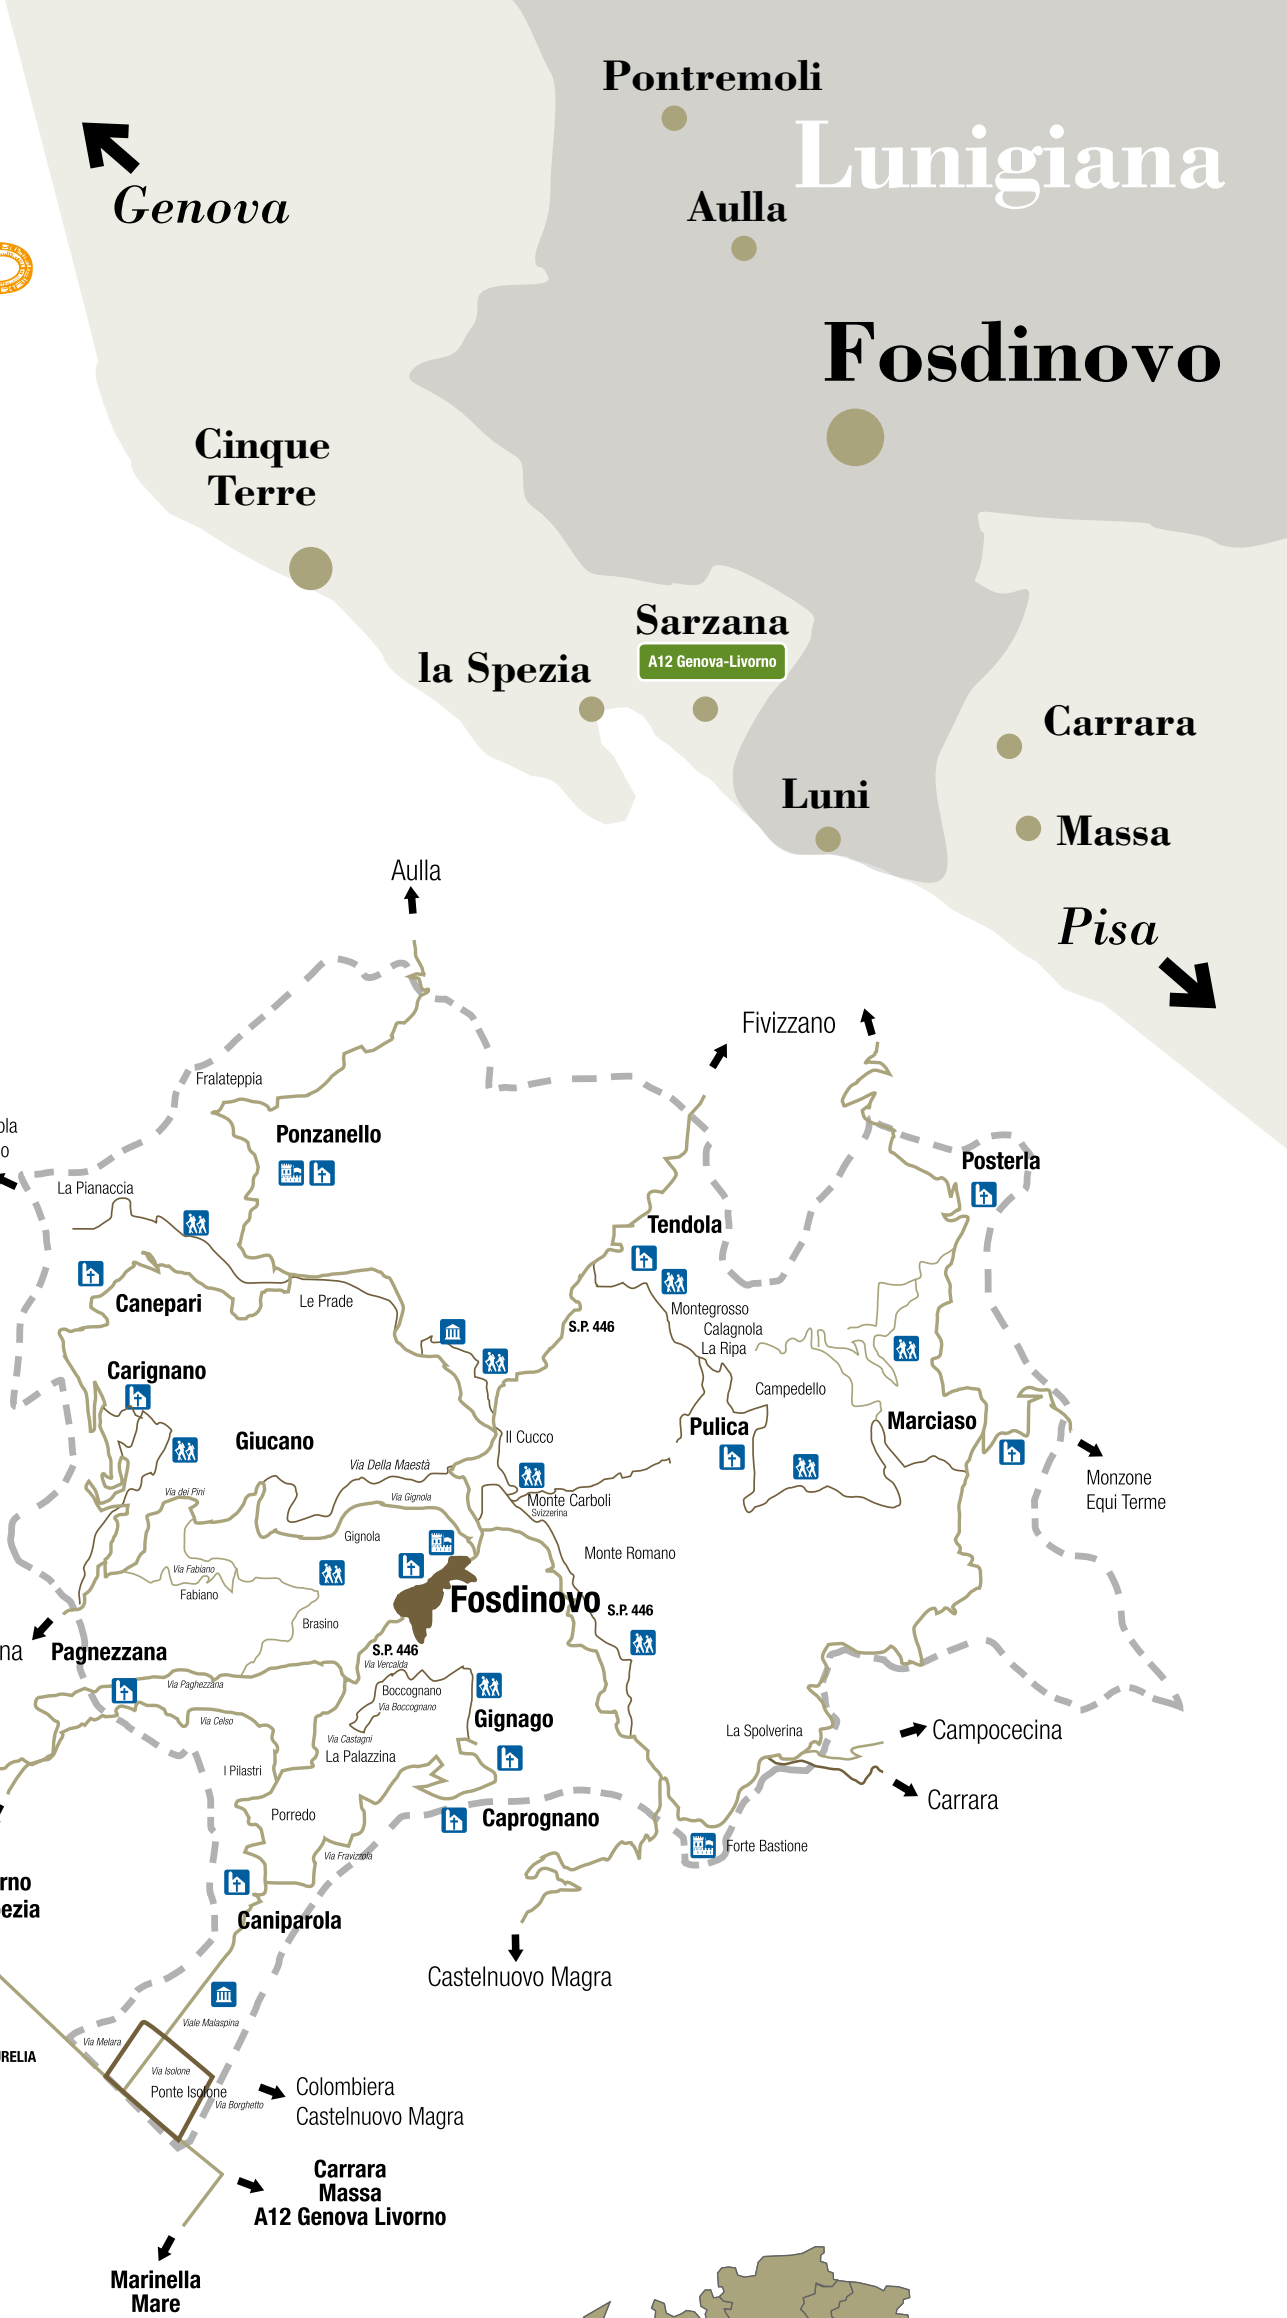 Pontremoli
Lunigiana
Genova
Aulla
Fosdinovo
Cinque
Terre
Sarzana
A12 Genova-Livorno
la Spezia
Carrara
Luni
Massa
Pisa
Aulla
Fivizzano
Fralateppia
Ponzanello
Posterla
La Pianaccia
Tendola
Canepari
Le Prade
Montegrosso
S.P. 446
Calagnola
La Ripa
Carignano
Campedello
Pulica
Marciaso
Giucano
Il Cucco
Via Della Maestà
Monzone
Equi Terme
Via dei Pini
Via Gignola
Monte Carboli
Svizzerina
Gignola
Monte Romano
Via Fabiano
Fabiano
Fosdinovo
S.P. 446
Brasino
na
Pagnezzana
S.P. 446
Via Vercalda
Via Paghezzana
Boccognano
Via Boccognano
Via Celso
Gignago
Via Castagni
La Palazzina
La Spolverina
Campocecina
I Pilastri
Carrara
Porredo
Caprognano
Forte Bastione
Via Fravizzola
rno
ezia
Caniparola
Castelnuovo Magra
Viale Malaspina
Via Melara
RELIA
Via Isolone
Ponte Isolone
Via Borghetto
Colombiera
Castelnuovo Magra
Carrara
Massa
A12 Genova Livorno
Marinella
Mare